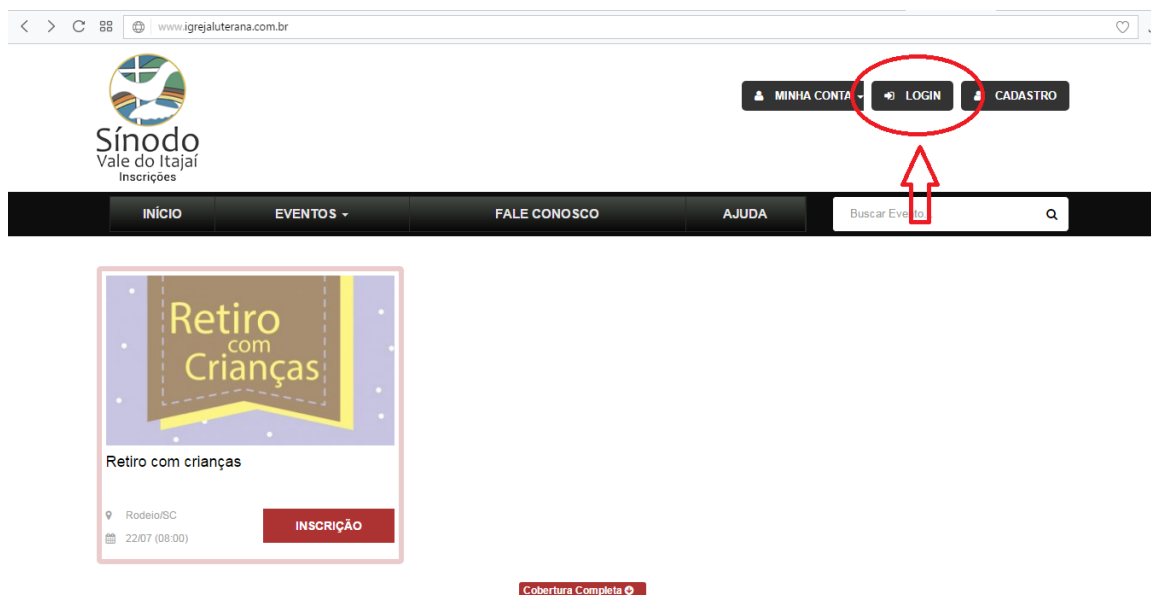 www.igrejaluterana.com.br
Sínodo
Vale do Itajaí
Inscrições
MINHA CONTA
LOGIN
CADASTRO
INÍCIO
EVENTOS
FALE CONOSCO
AJUDA
Buscar Evento...
Retiro
com
Crianças
Retiro com crianças
Rodeio/SC
22/07 (08:00)
INSCRIÇÃO
Cobertura Completa